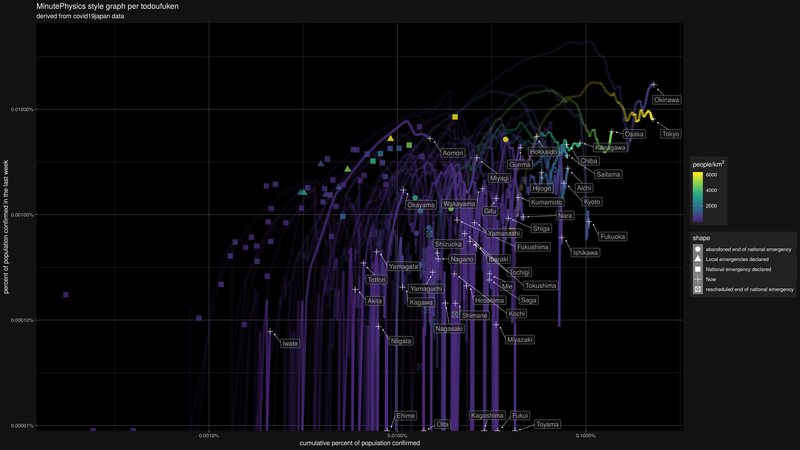 MinutePhysics style graph per todoufuken
derived from covid19japan data
percent of population confirmed in the last week
0.01000%
0.00100%
0.00010%
0.00001%
0.0010%
0.0100%
0.1000%
cumulative percent of population confirmed
Okinawa
Tokyo
Osaka
Kanagawa
Hokkaido
Aomori
Chiba
Gunma
Saitama
Miyagi
Hyogo
Aichi
Okayama
Wakayama
Kumamoto
Kyoto
Gifu
Nara
Shiga
Yamanashi
Fukuoka
Shizuoka
Fukushima
Ishikawa
Nagano
Ibaraki
Yamagata
Tochigi
Tottori
Yamaguchi
Mie
Tokushima
Akita
Kagawa
Hiroshima
Saga
Shimane
Kochi
Nagasaki
Iwate
Niigata
Miyazaki
Ehime
Oita
Kagoshima
Fukui
Toyama
people/km²
6000
4000
2000
shape
abandoned end of national emergency
Local emergencies declared
National emergency declared
Now
rescheduled end of national emergency